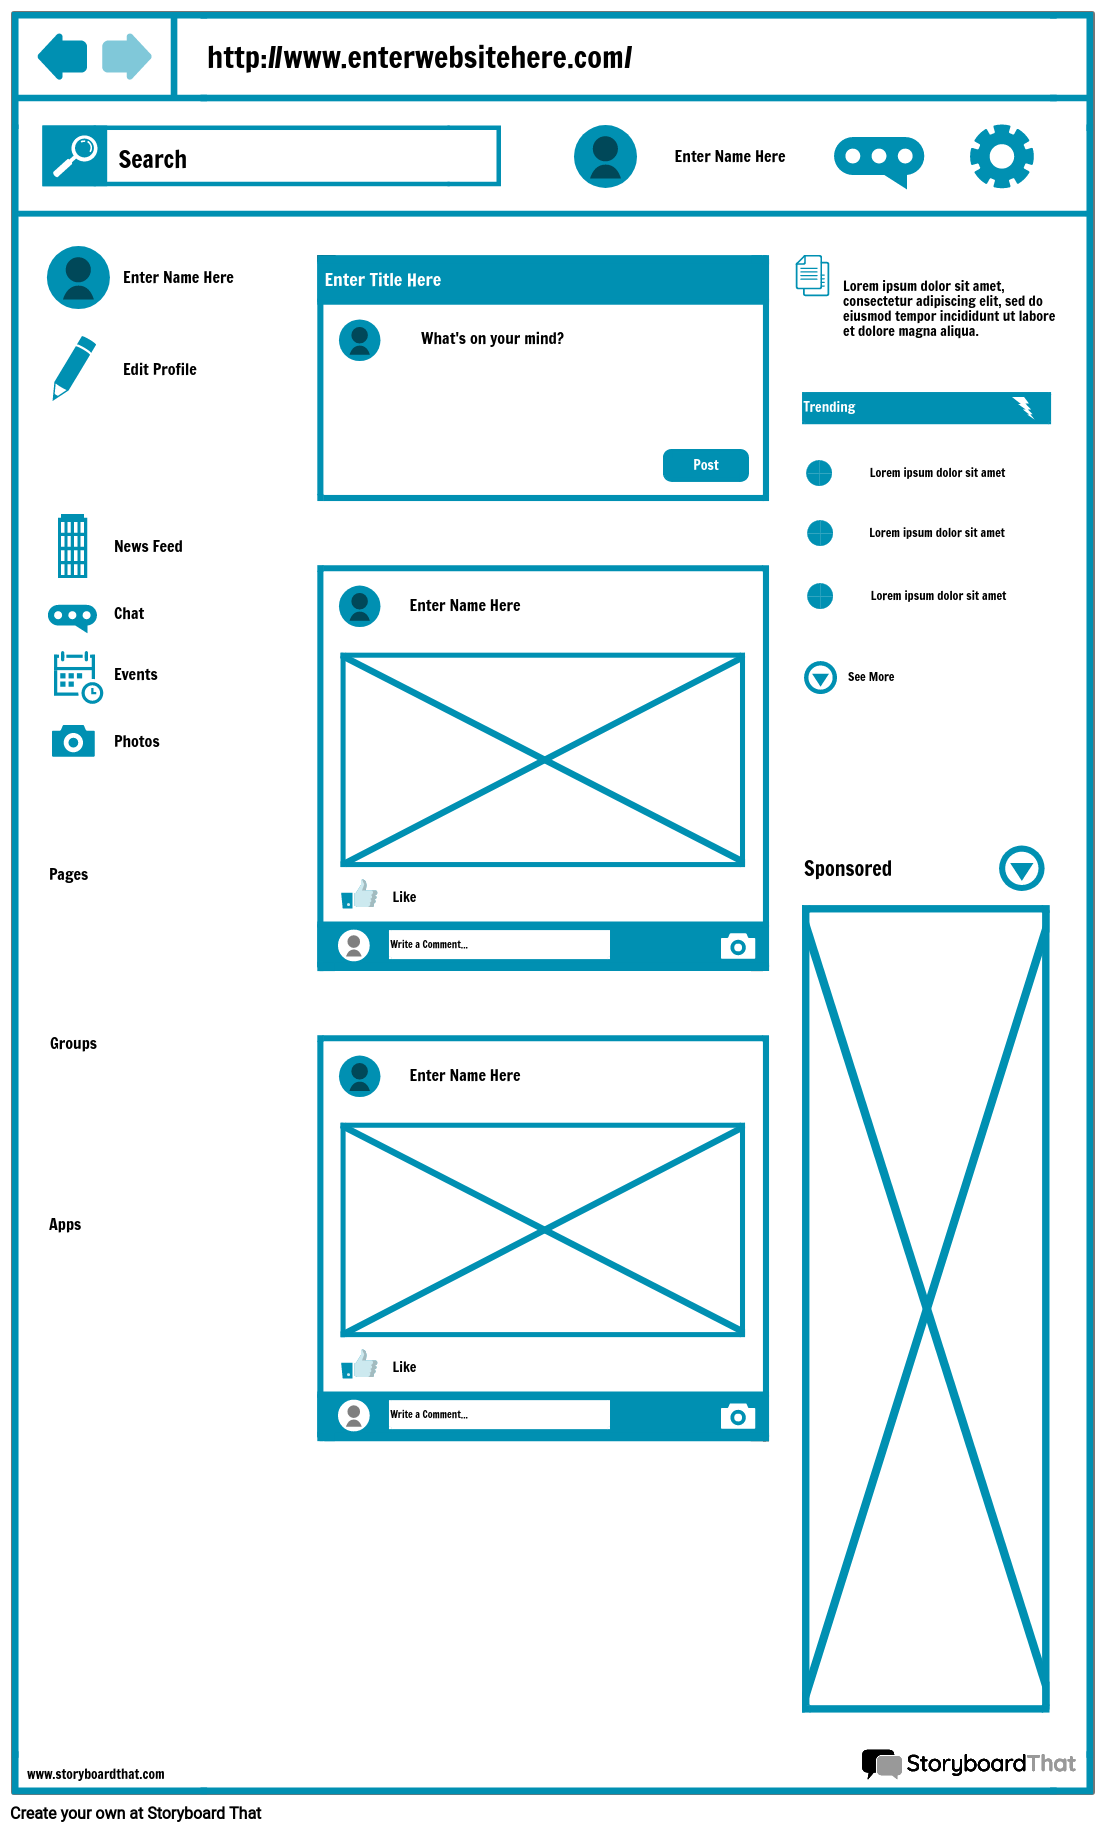 http://www.enterwebsitehere.com/
Search
Enter Name Here
Enter Name Here
Edit Profile
News Feed
Chat
Events
Photos
Pages
Groups
Apps
Enter Title Here
What's on your mind?
Post
Enter Name Here
Like
Write a Comment...
Enter Name Here
Like
Write a Comment...
Lorem ipsum dolor sit amet,
consectetur adipiscing elit, sed do
eiusmod tempor incididunt ut labore
et dolore magna aliqua.
Trending
Lorem ipsum dolor sit amet
Lorem ipsum dolor sit amet
Lorem ipsum dolor sit amet
See More
Sponsored
www.storyboardthat.com
StoryboardThat
Create your own at Storyboard That